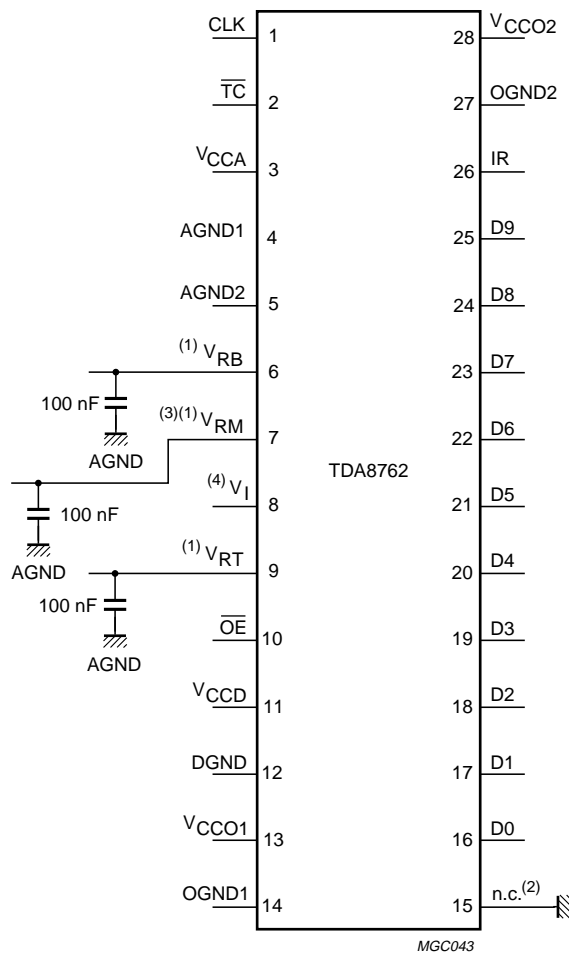 CLK 1 28 VCCO2
TC 2 27 OGND2
VCCA 3 26 IR
AGND1 4 25 D9
AGND2 5 24 D8
(1) VRB 6 23 D7
100 nF
(3)(1) VRM 7 22 D6
AGND
TDA8762
(4) VI 8 21 D5
100 nF
(1) VRT 9 20 D4
AGND
100 nF
OE 10 19 D3
AGND
VCCD 11 18 D2
DGND 12 17 D1
VCCO1 13 16 D0
OGND1 14 15 n.c.(2)
MGC043